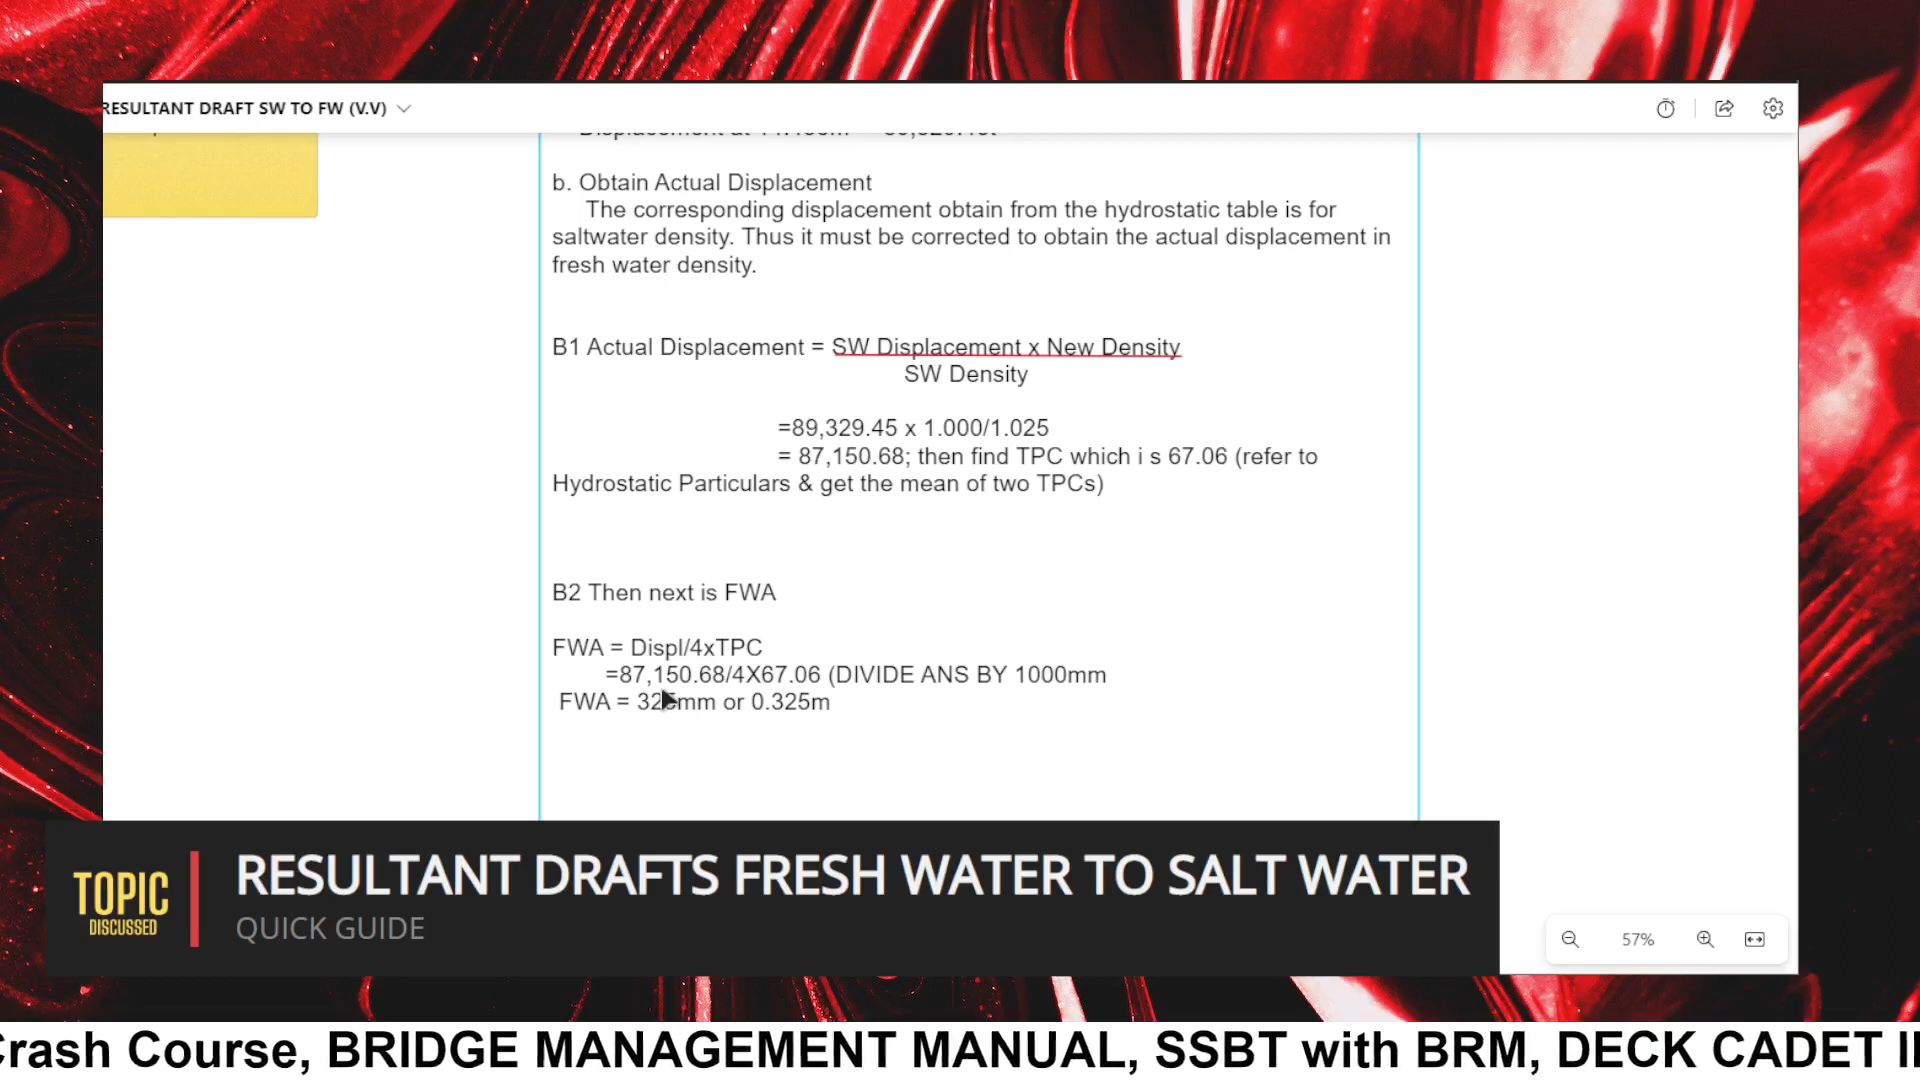 RESULTANT DRAFT SW TO FW (V.V)
b. Obtain Actual Displacement
The corresponding displacement obtain from the hydrostatic table is for
saltwater density. Thus it must be corrected to obtain the actual displacement in
fresh water density.
B1 Actual Displacement = SW Displacement x New Density
SW Density
=89,329.45 x 1.000/1.025
= 87,150.68; then find TPC which i s 67.06 (refer to
Hydrostatic Particulars & get the mean of two TPCs)
B2 Then next is FWA
FWA = Displ/4xTPC
=87,150.68/4X67.06 (DIVIDE ANS BY 1000mm
FWA = 325mm or 0.325m
TOPIC
DISCUSSED
RESULTANT DRAFTS FRESH WATER TO SALT WATER
QUICK GUIDE
57%
Crash Course, BRIDGE MANAGEMENT MANUAL, SSBT with BRM, DECK CADET